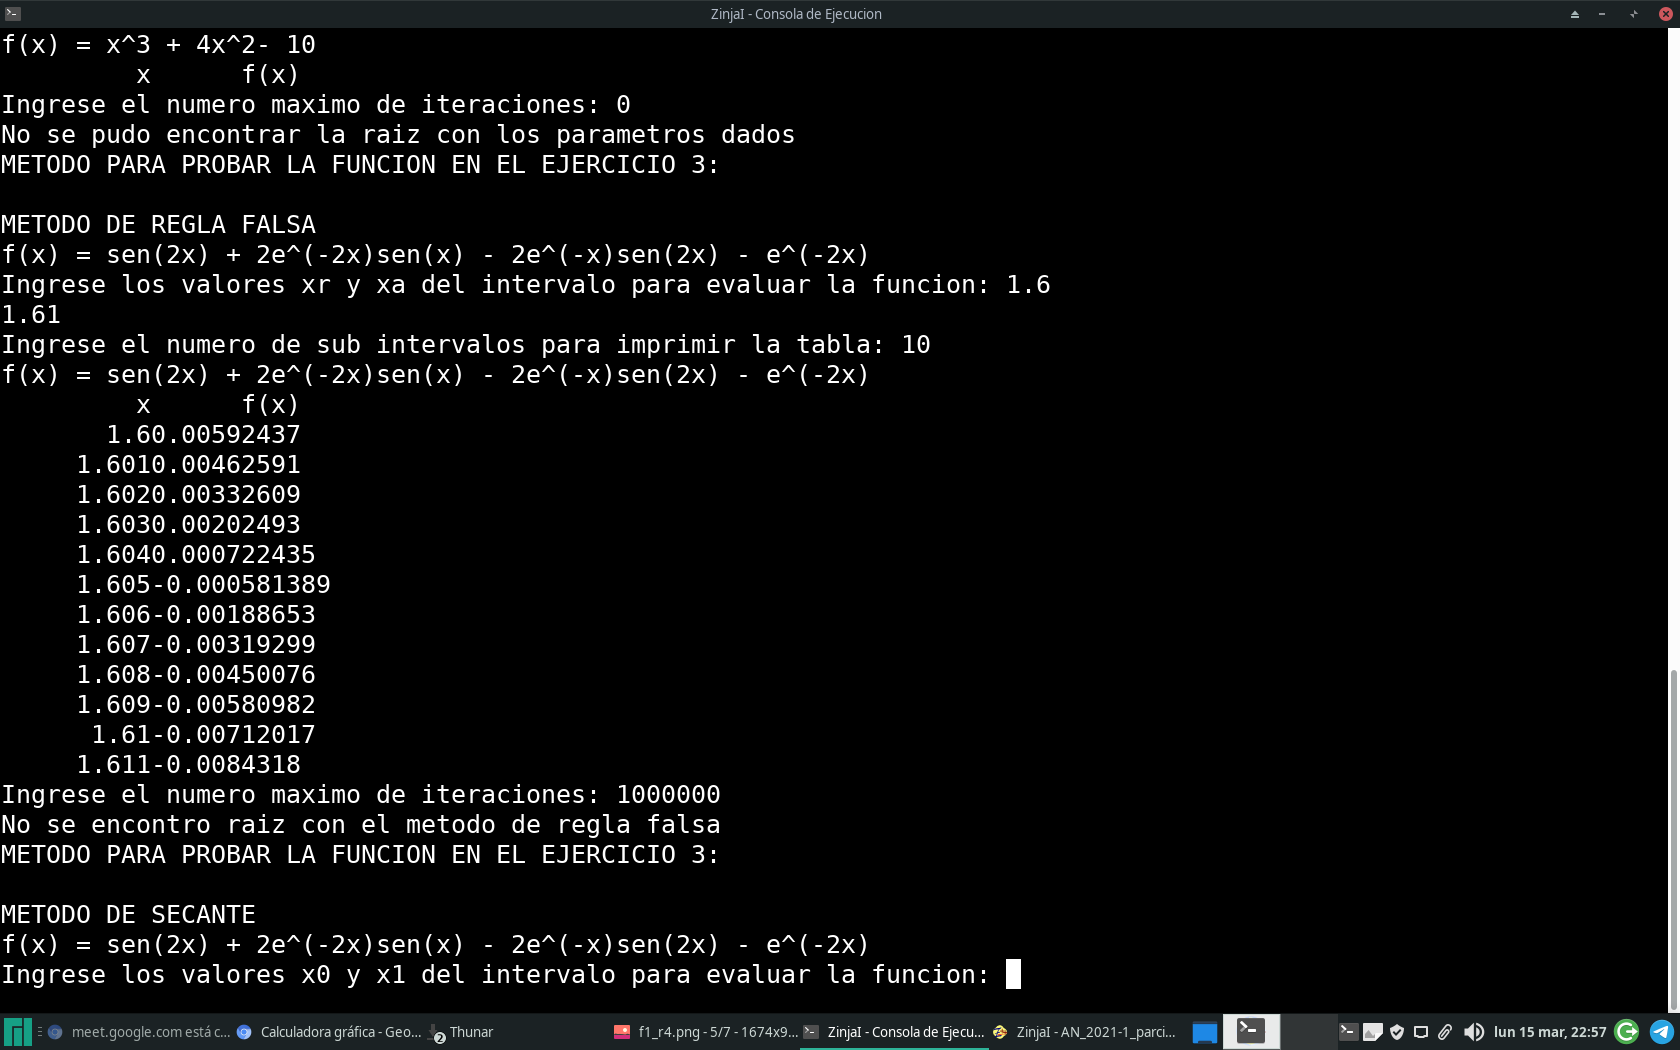 ZinjaI - Consola de Ejecucion
f(x) = x^3 + 4x^2- 10
x f(x)
Ingrese el numero maximo de iteraciones: 0
No se pudo encontrar la raiz con los parametros dados
METODO PARA PROBAR LA FUNCION EN EL EJERCICIO 3:
METODO DE REGLA FALSA
f(x) = sen(2x) + 2e^(-2x)sen(x) - 2e^(-x)sen(2x) - e^(-2x)
Ingrese los valores xr y xa del intervalo para evaluar la funcion: 1.6
1.61
Ingrese el numero de sub intervalos para imprimir la tabla: 10
f(x) = sen(2x) + 2e^(-2x)sen(x) - 2e^(-x)sen(2x) - e^(-2x)
x f(x)
1.60.00592437
1.6010.00462591
1.6020.00332609
1.6030.00202493
1.6040.000722435
1.605-0.000581389
1.606-0.00188653
1.607-0.00319299
1.608-0.00450076
1.609-0.00580982
1.61-0.00712017
1.611-0.0084318
Ingrese el numero maximo de iteraciones: 1000000
No se encontro raiz con el metodo de regla falsa
METODO PARA PROBAR LA FUNCION EN EL EJERCICIO 3:
METODO DE SECANTE
f(x) = sen(2x) + 2e^(-2x)sen(x) - 2e^(-x)sen(2x) - e^(-2x)
Ingrese los valores x0 y x1 del intervalo para evaluar la funcion:
meet.google.com está c... Calculadora gráfica - Geo... 2 Thunar f1_r4.png - 5/7 - 1674x9... ZinjaI - Consola de Ejecu... ZinjaI - AN_2021-1_parci... lun 15 mar, 22:57